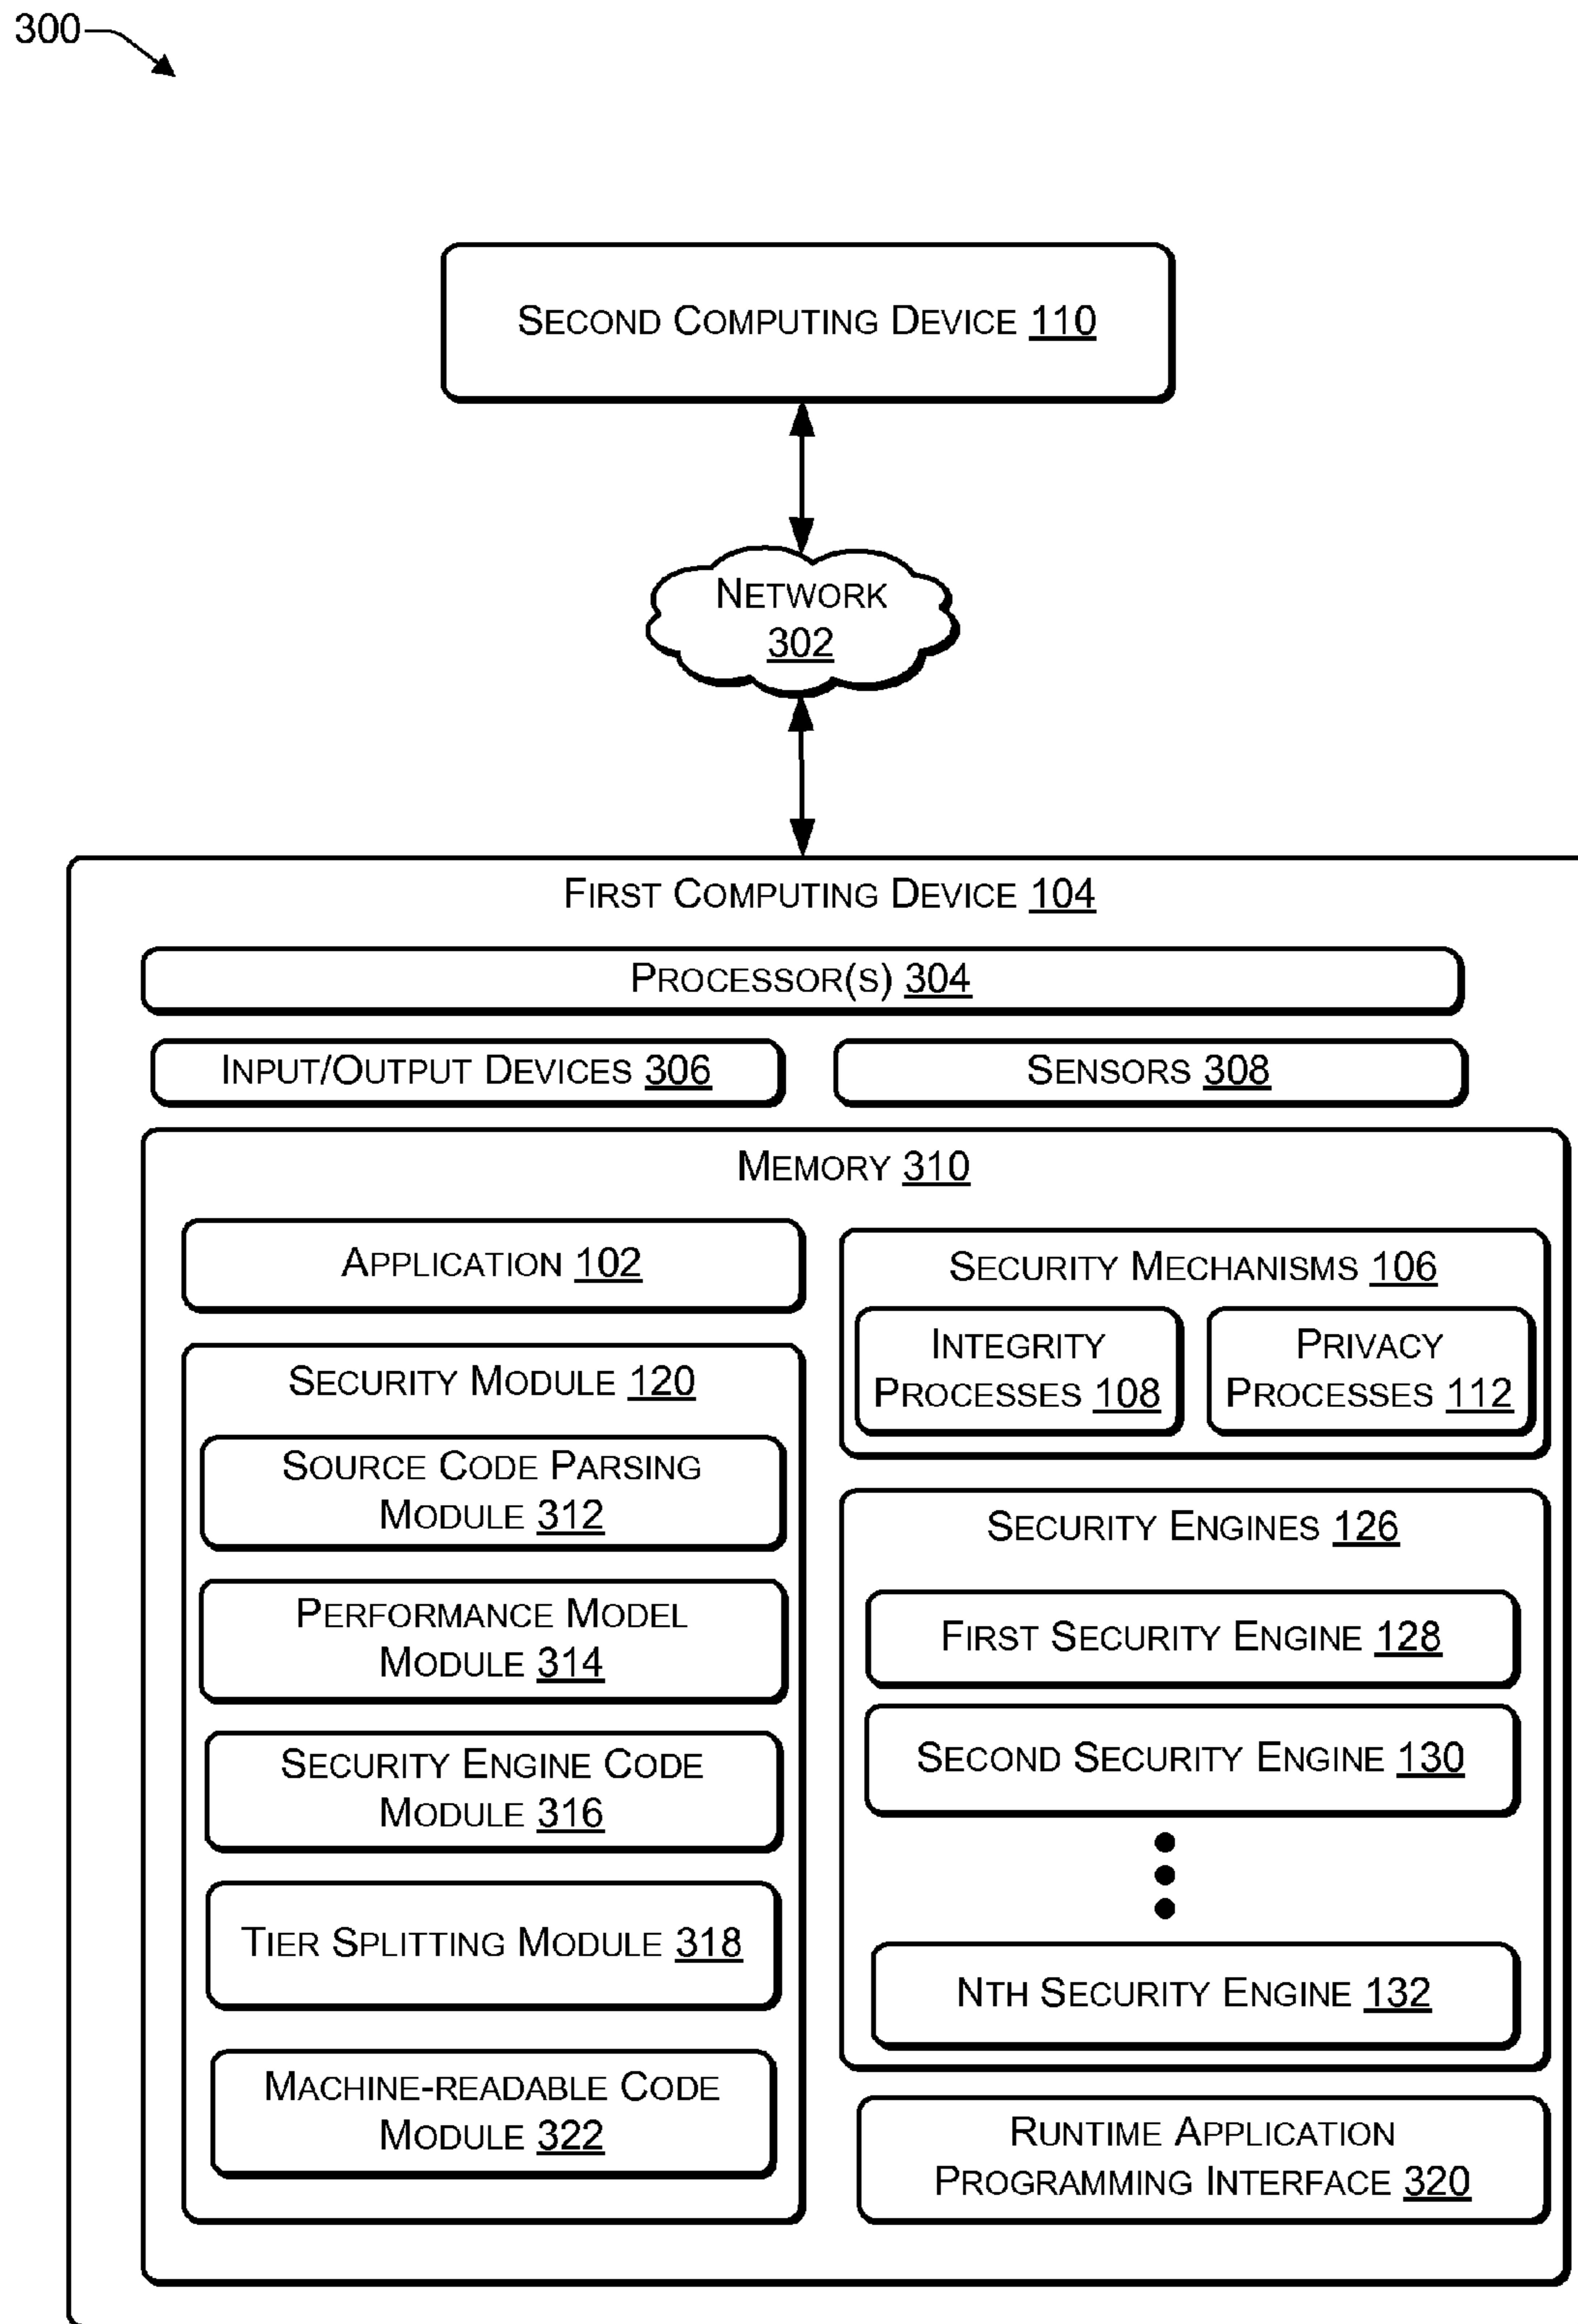 300
SECOND COMPUTING DEVICE 110
NETWORK
302
FIRST COMPUTING DEVICE 104
PROCESSOR(S) 304
INPUT/OUTPUT DEVICES 306
SENSORS 308
MEMORY 310
APPLICATION 102
SECURITY MODULE 120
SOURCE CODE PARSING
MODULE 312
PERFORMANCE MODEL
MODULE 314
SECURITY ENGINE CODE
MODULE 316
TIER SPLITTING MODULE 318
MACHINE-READABLE CODE
MODULE 322
SECURITY MECHANISMS 106
INTEGRITY
PROCESSES 108
PRIVACY
PROCESSES 112
SECURITY ENGINES 126
FIRST SECURITY ENGINE 128
SECOND SECURITY ENGINE 130
NTH SECURITY ENGINE 132
RUNTIME APPLICATION
PROGRAMMING INTERFACE 320